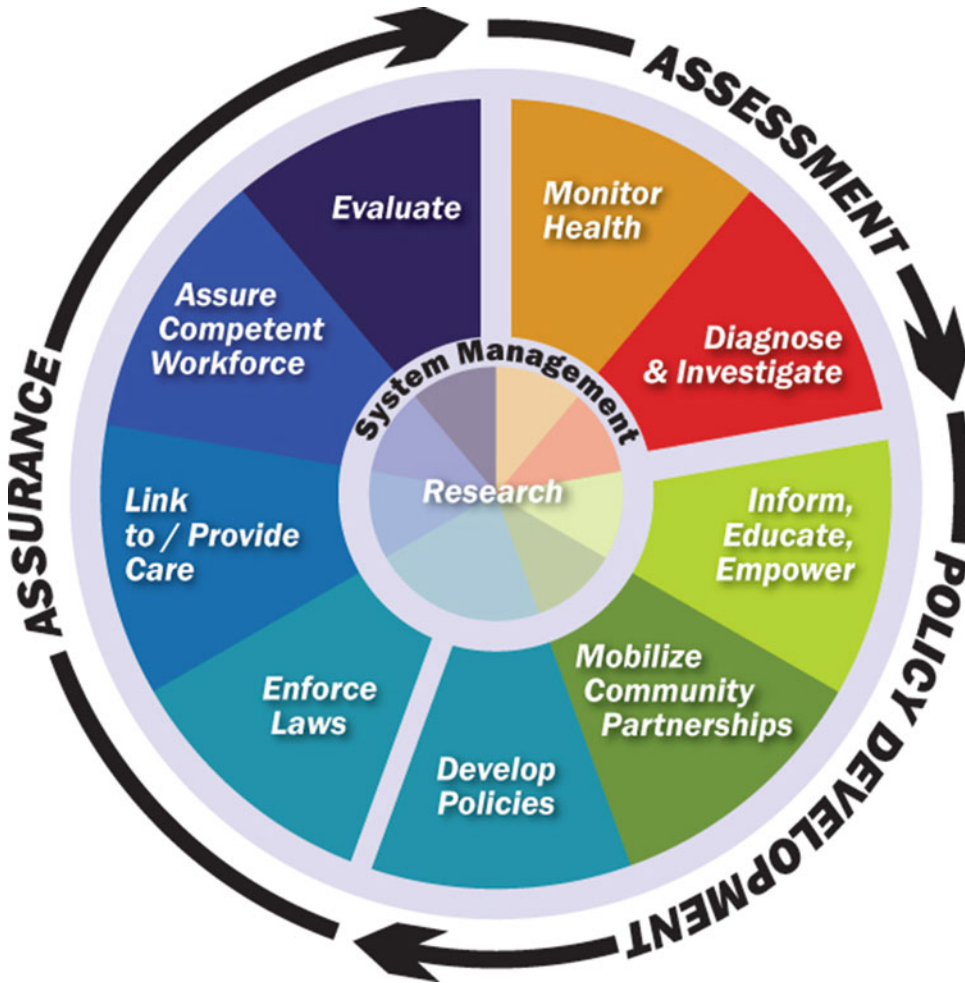 ASSESSMENT
Monitor
Health
Diagnose
& Investigate
POLICY DEVELOPMENT
Inform,
Educate,
Empower
Mobilize
Community
Partnerships
Develop
Policies
ASSURANCE
Enforce
Laws
Link
to / Provide
Care
Assure
Competent
Workforce
Evaluate
System Management
Research